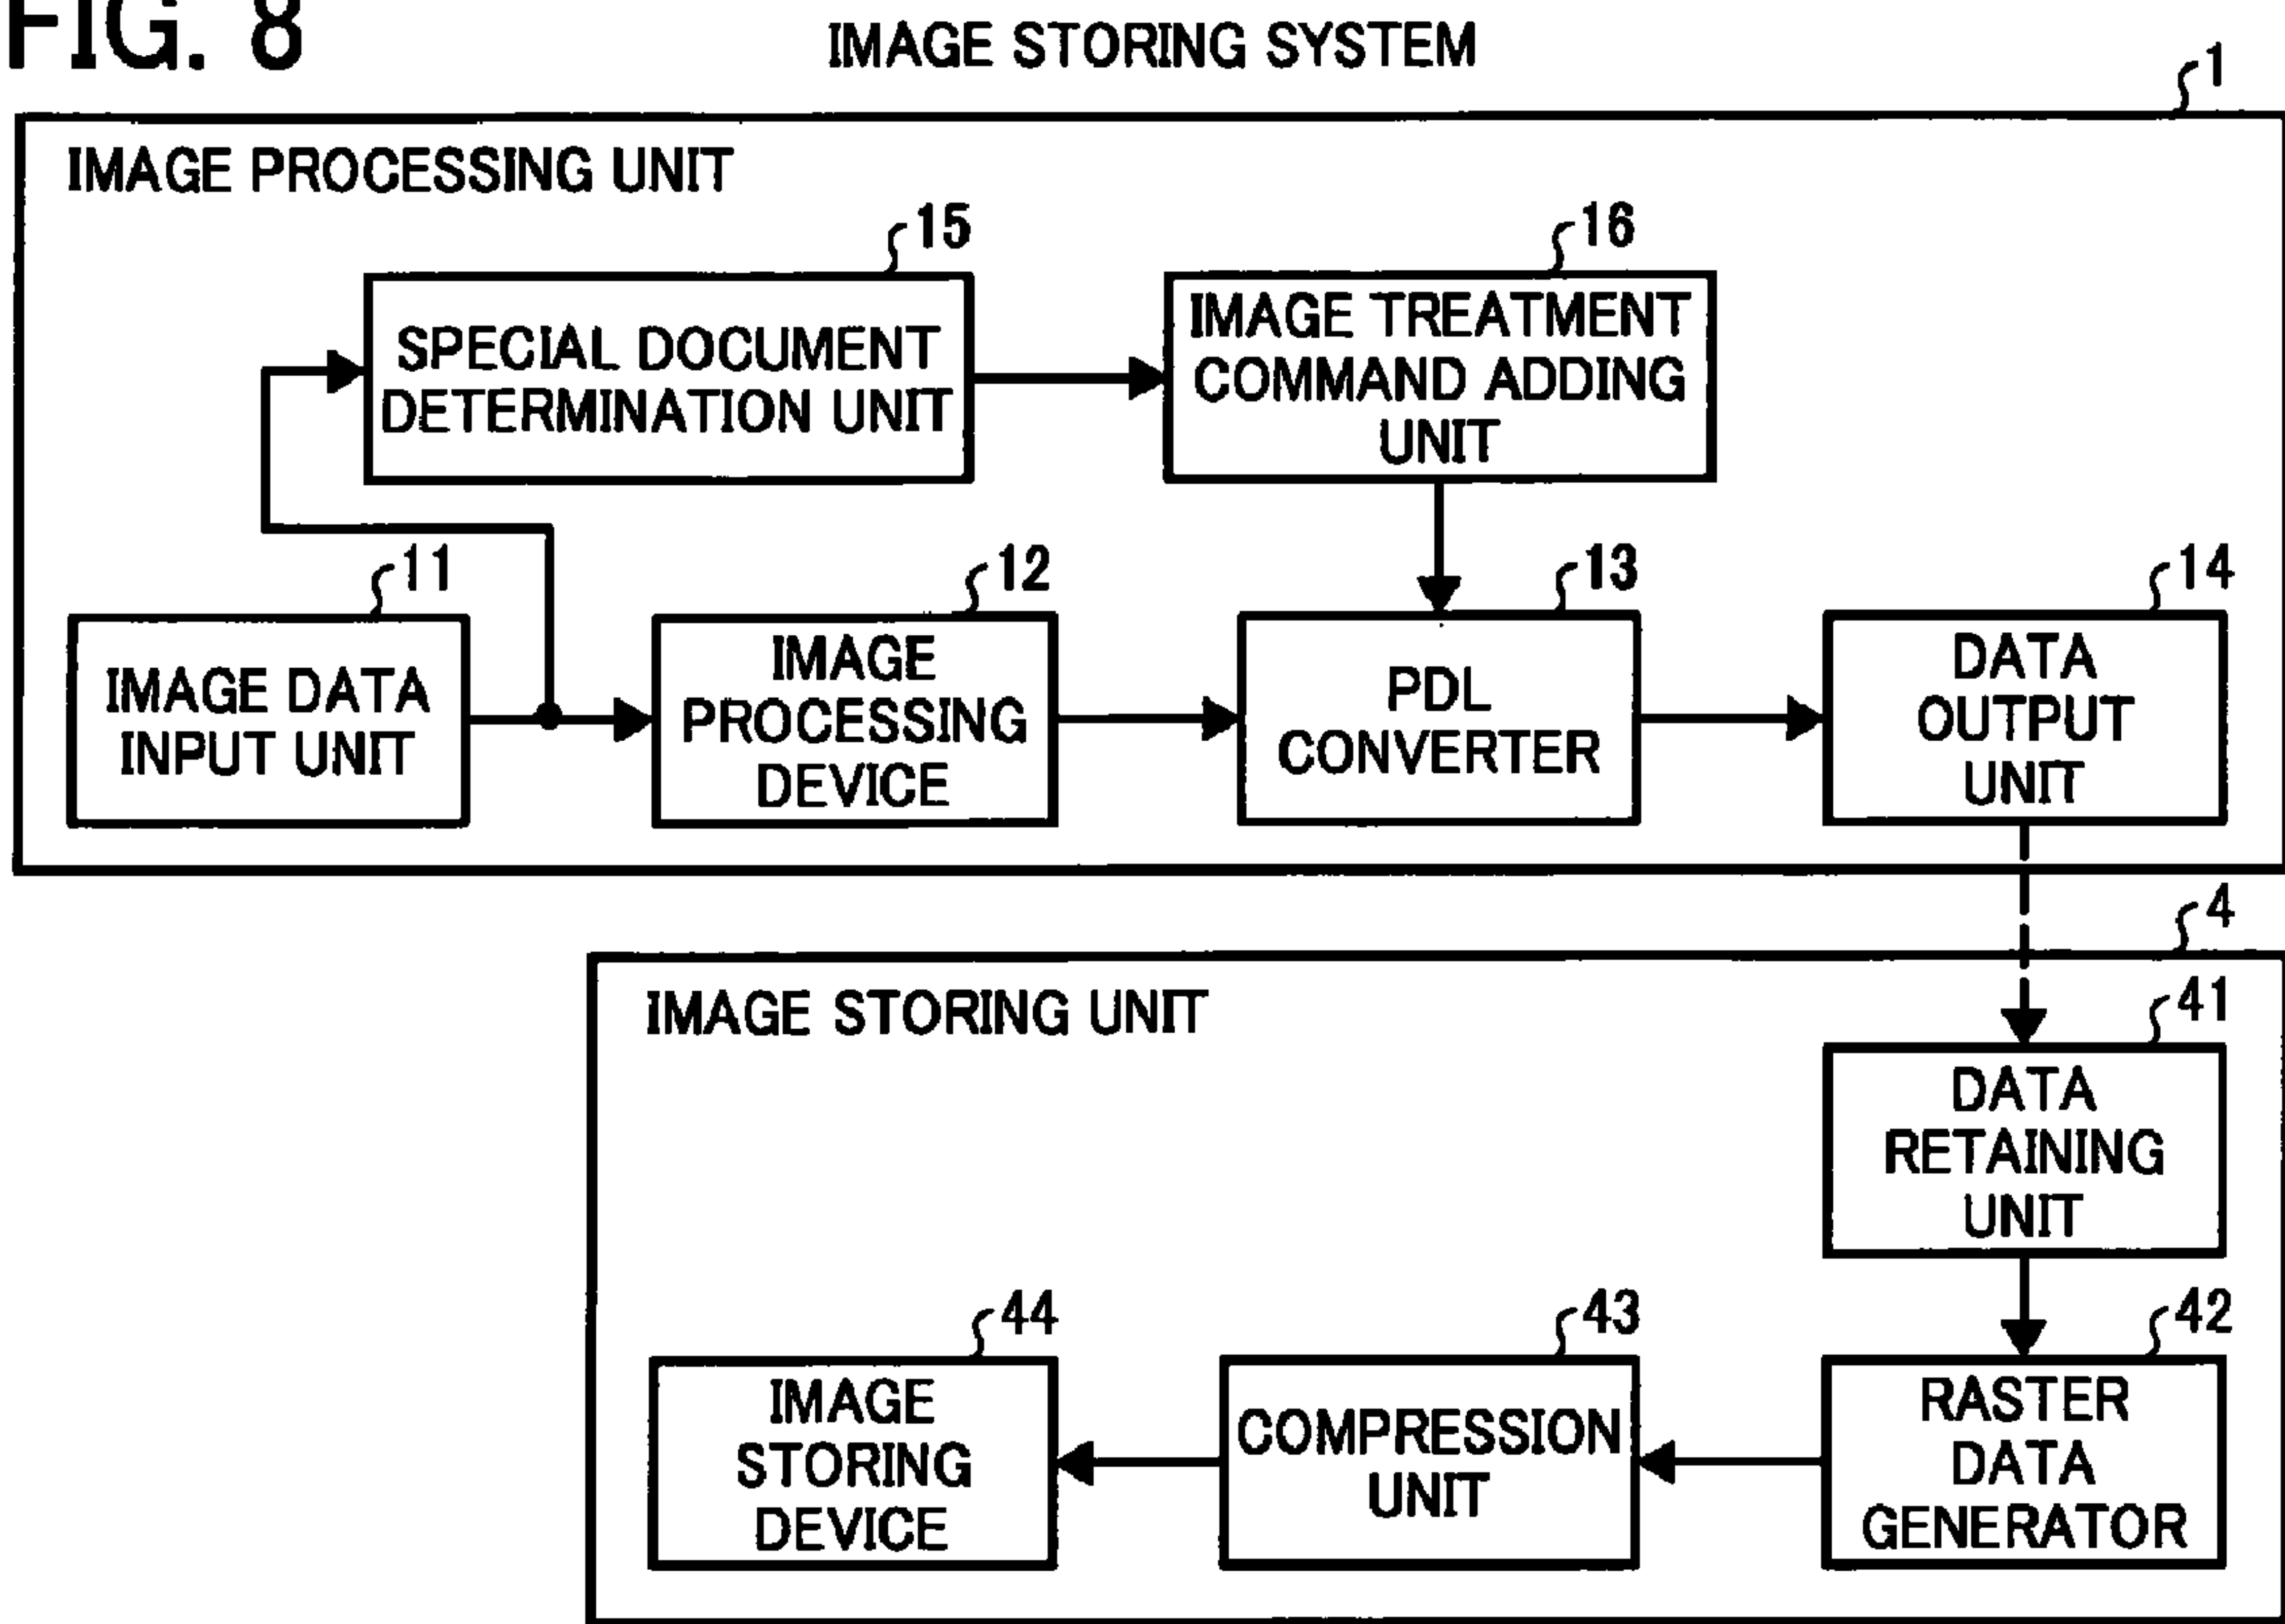 FIG. 8
IMAGE STORING SYSTEM
1
IMAGE PROCESSING UNIT
15
SPECIAL DOCUMENT
DETERMINATION UNIT
16
IMAGE TREATMENT
COMMAND ADDING
UNIT
11
IMAGE DATA
INPUT UNIT
12
IMAGE
PROCESSING
DEVICE
13
PDL
CONVERTER
14
DATA
OUTPUT
UNIT
4
IMAGE STORING UNIT
41
DATA
RETAINING
UNIT
44
IMAGE
STORING
DEVICE
43
COMPRESSION
UNIT
42
RASTER
DATA
GENERATOR